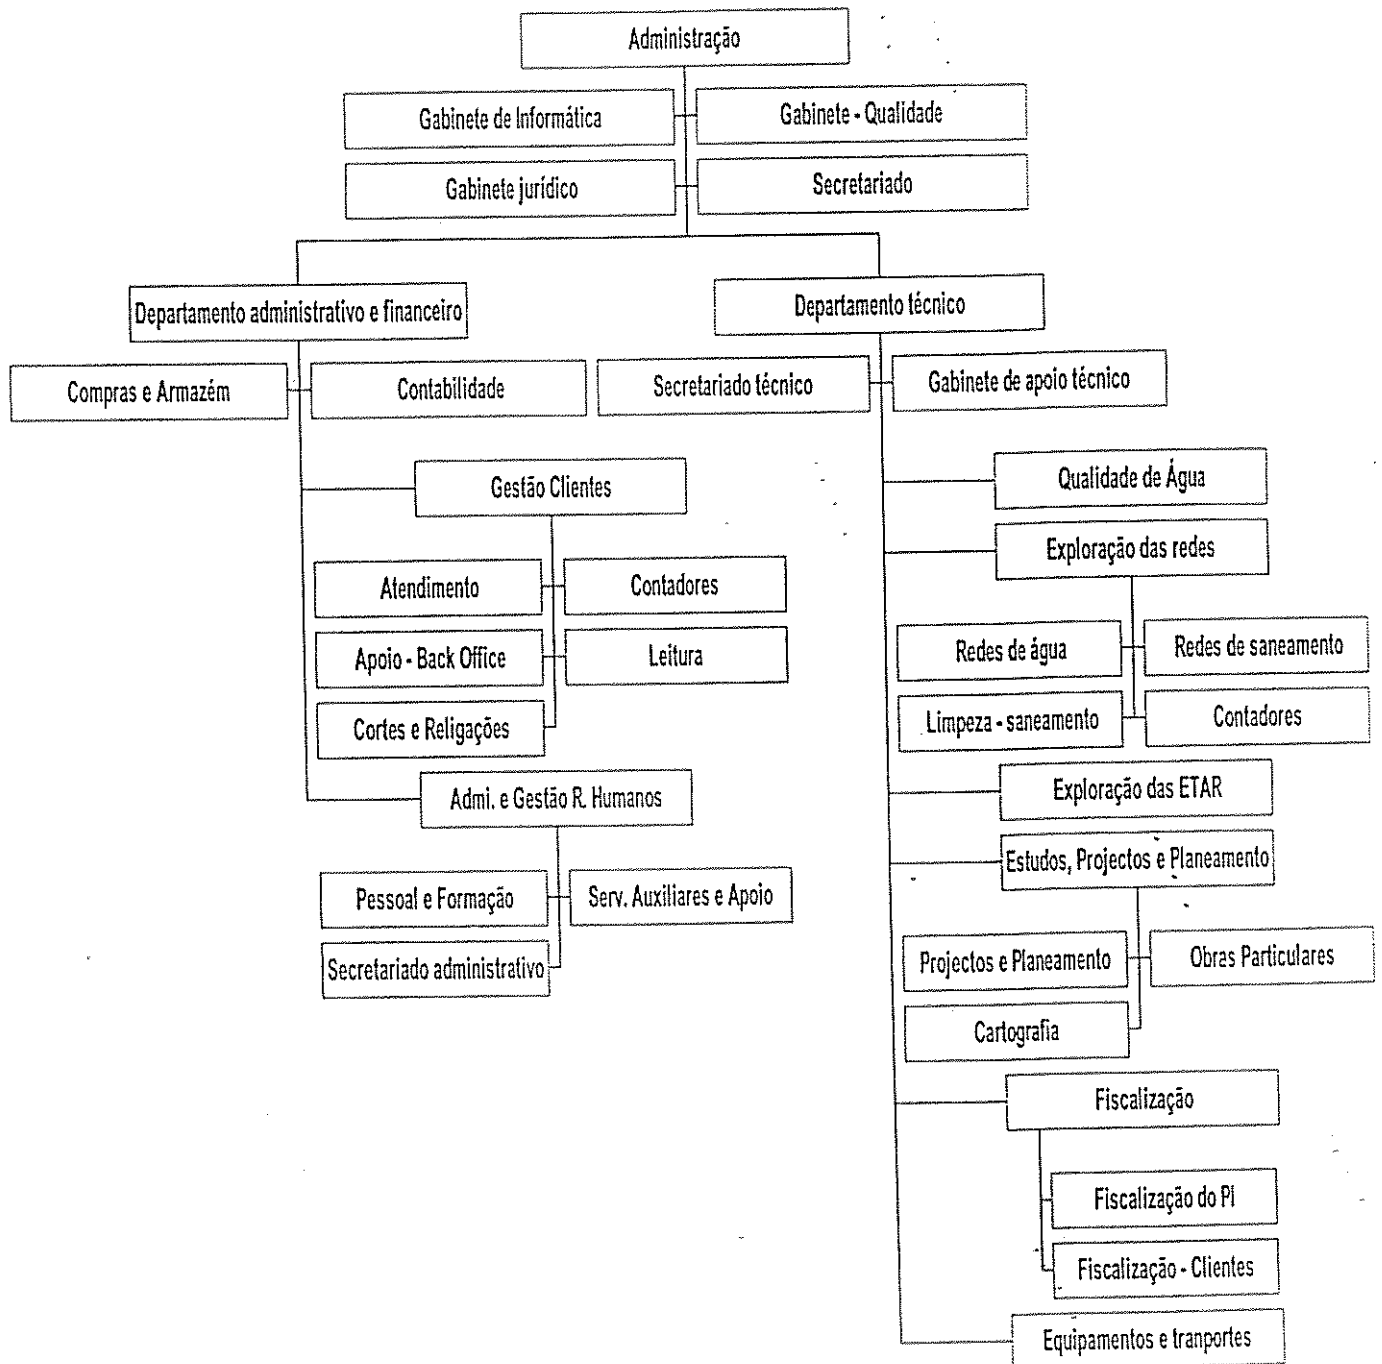 Administração
Gabinete de Informática
Gabinete - Qualidade
Gabinete jurídico
Secretariado
Departamento administrativo e financeiro
Departamento técnico
Compras e Armazém
Contabilidade
Secretariado técnico
Gabinete de apoio técnico
Gestão Clientes
Atendimento
Contadores
Apoio - Back Office
Leitura
Cortes e Religações
Admi. e Gestão R. Humanos
Pessoal e Formação
Serv. Auxiliares e Apoio
Secretariado administrativo
Qualidade de Água
Exploração das redes
Redes de água
Redes de saneamento
Limpeza - saneamento
Contadores
Exploração das ETAR
Estudos, Projectos e Planeamento
Projectos e Planeamento
Obras Particulares
Cartografia
Fiscalização
Fiscalização do PI
Fiscalização - Clientes
Equipamentos e tranportes